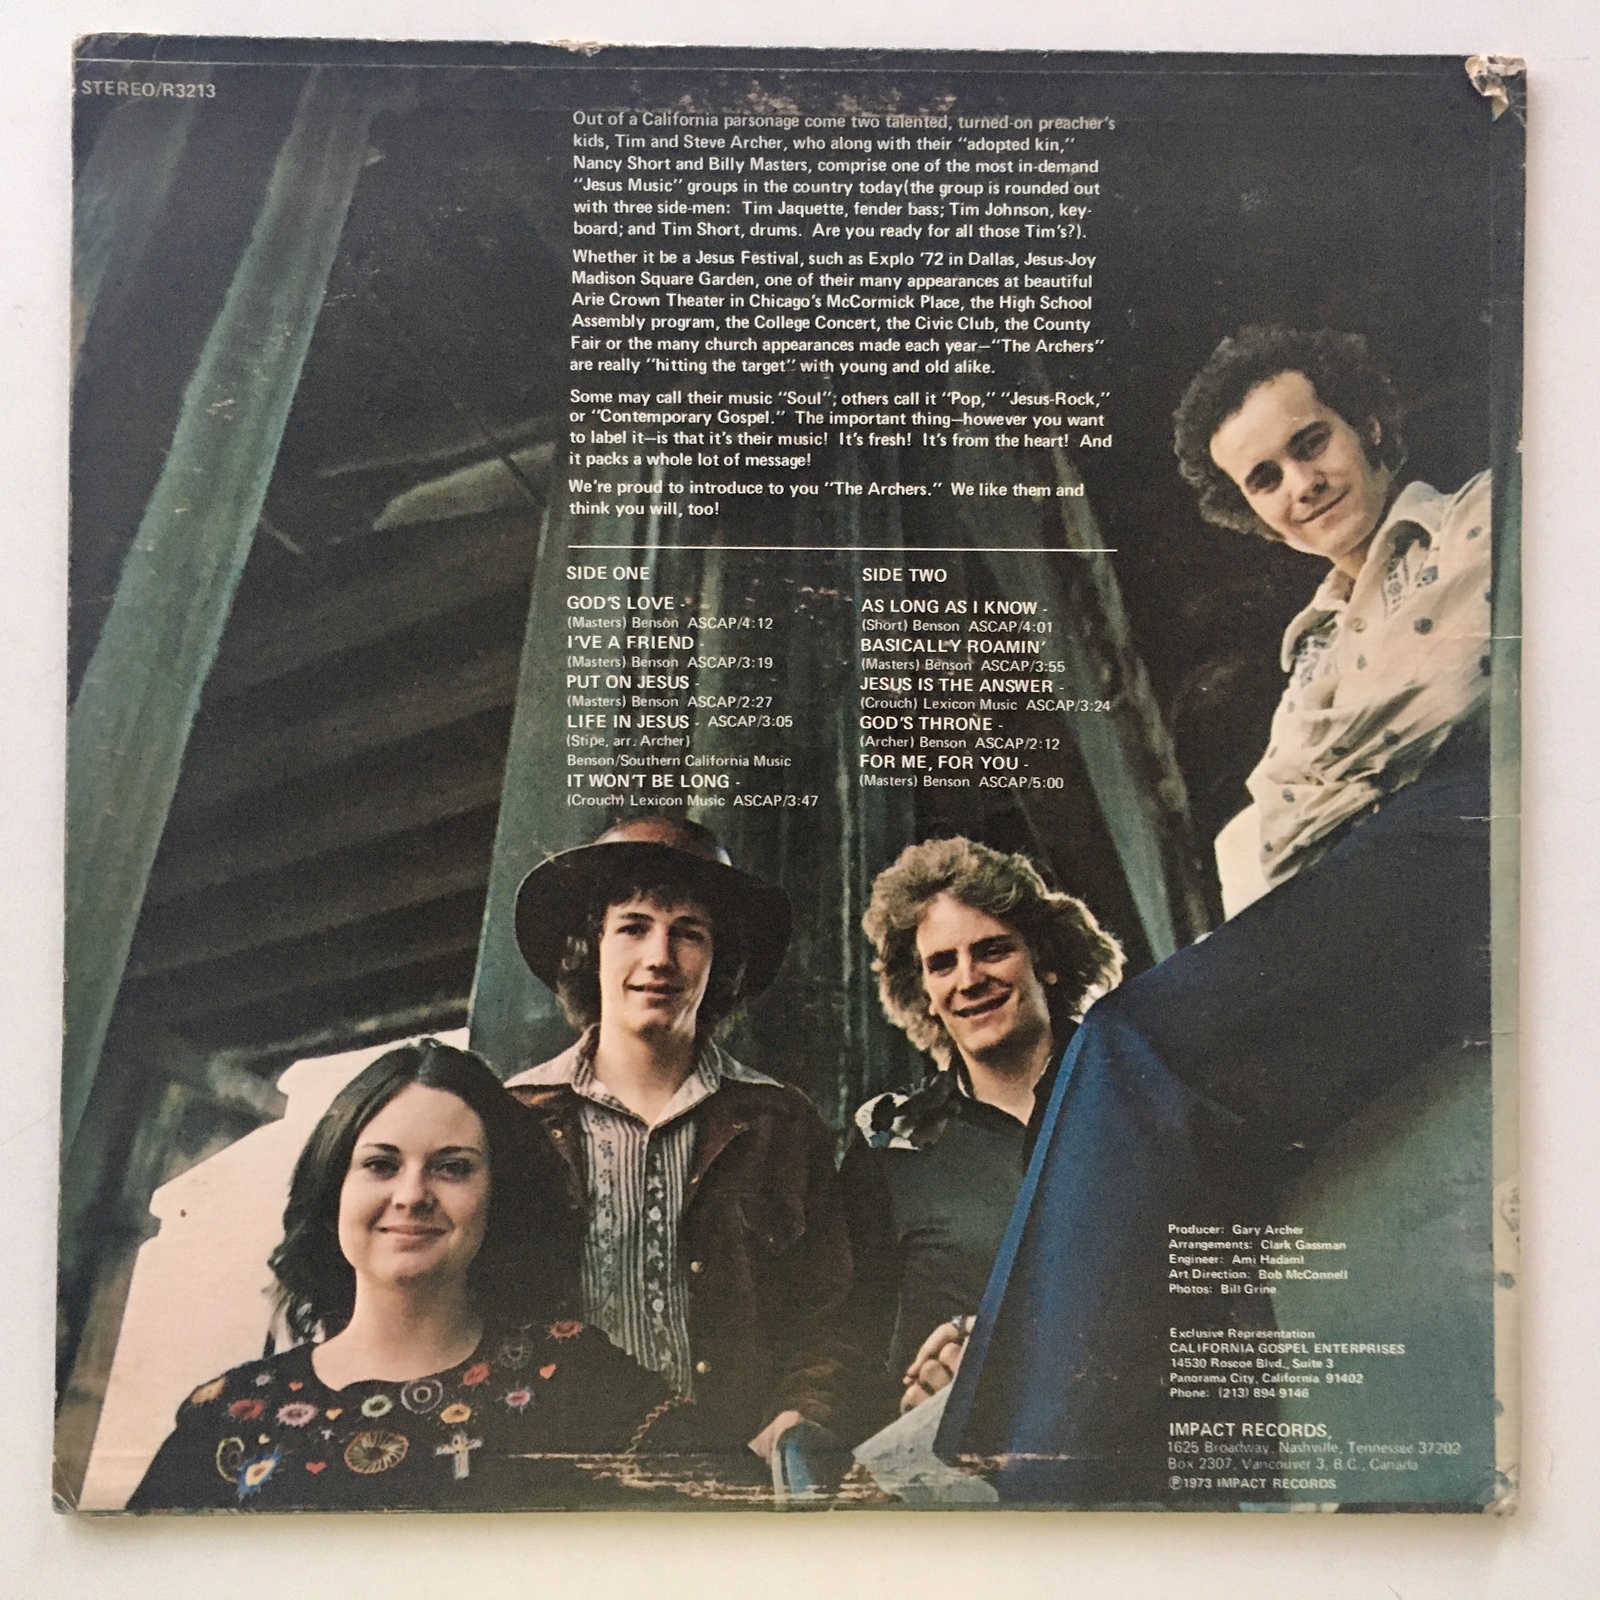 STEREO/R3213
Out of a California parsonage come two talented, turned-on preacher's
kids, Tim and Steve Archer, who along with their "adopted kin,"
Nancy Short and Billy Masters, comprise one of the most in-demand
"Jesus Music" groups in the country today(the group is rounded out
with three side-men: Tim Jaquette, fender bass; Tim Johnson, key-
board; and Tim Short, drums. Are you ready for all those Tim's?).
Whether it be a Jesus Festival, such as Explo '72 in Dallas, Jesus-Joy
Madison Square Garden, one of their many appearances at beautiful
Arie Crown Theater in Chicago's McCormick Place, the High School
Assembly program, the College Concert, the Civic Club, the County
Fair or the many church appearances made each year—"The Archers"
are really "hitting the target" with young and old alike.
Some may call their music "Soul"; others call it "Pop," "Jesus-Rock,"
or "Contemporary Gospel." The important thing—however you want
to label it—is that it's their music! It's fresh! It's from the heart! And
it packs a whole lot of message!
We're proud to introduce to you "The Archers." We like them and
think you will, too!
SIDE ONE
GOD'S LOVE -
(Masters) Benson ASCAP/4:12
I'VE A FRIEND -
(Masters) Benson ASCAP/3:19
PUT ON JESUS -
(Masters) Benson ASCAP/2:27
LIFE IN JESUS - ASCAP/3:05
(Stipe, arr. Archer)
Benson/Southern California Music
IT WON'T BE LONG -
(Crouch) Lexicon Music ASCAP/3:47
SIDE TWO
AS LONG AS I KNOW -
(Short) Benson ASCAP/4:01
BASICALLY ROAMIN'
(Masters) Benson ASCAP/3:55
JESUS IS THE ANSWER -
(Crouch) Lexicon Music ASCAP/3:24
GOD'S THRONE -
(Archer) Benson ASCAP/2:12
FOR ME, FOR YOU -
(Masters) Benson ASCAP/5:00
Producer: Gary Archer
Arrangements: Clark Gassman
Engineer: Ami Hadani
Art Direction: Bob McConnell
Photos: Bill Grine
Exclusive Representation
CALIFORNIA GOSPEL ENTERPRISES
14530 Roscoe Blvd., Suite 3
Panorama City, California 91402
Phone: (213) 894-9146
IMPACT RECORDS,
1625 Broadway, Nashville, Tennessee 37202
Box 2307, Vancouver 3, B.C., Canada
℗1973 IMPACT RECORDS